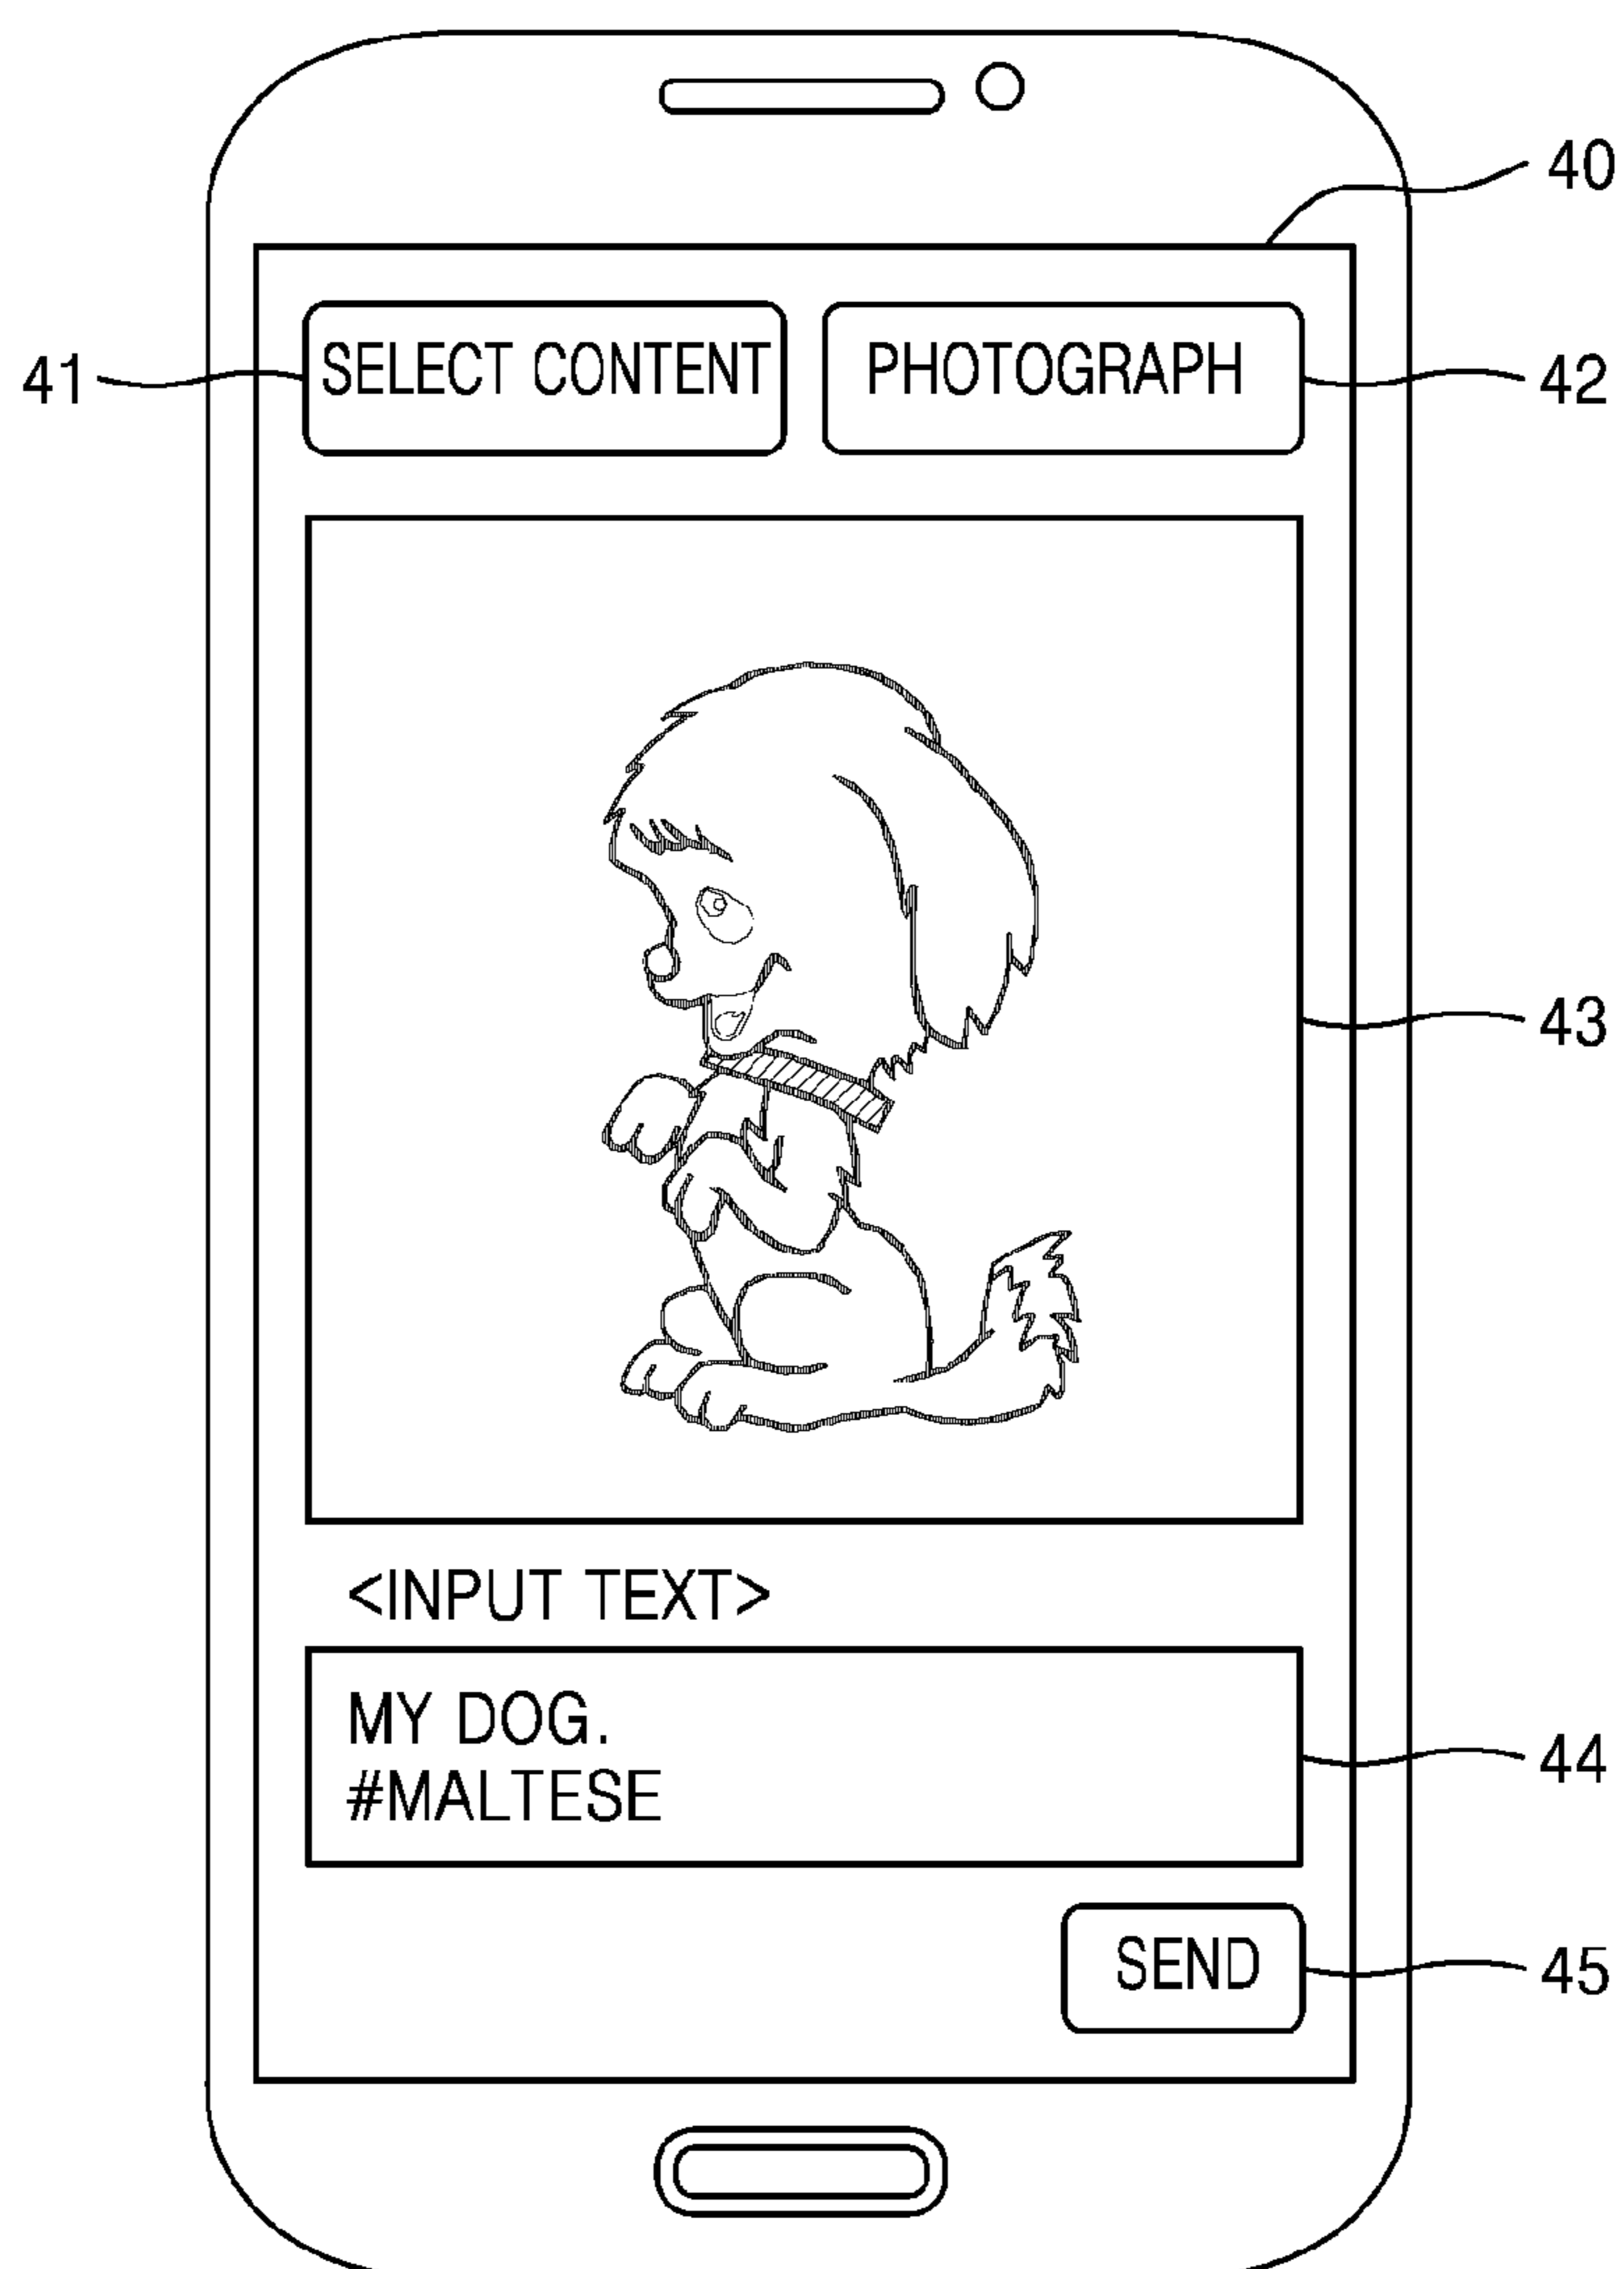 40
SELECT CONTENT
PHOTOGRAPH
41
42
43
<INPUT TEXT>
MY DOG.
#MALTESE
44
SEND
45